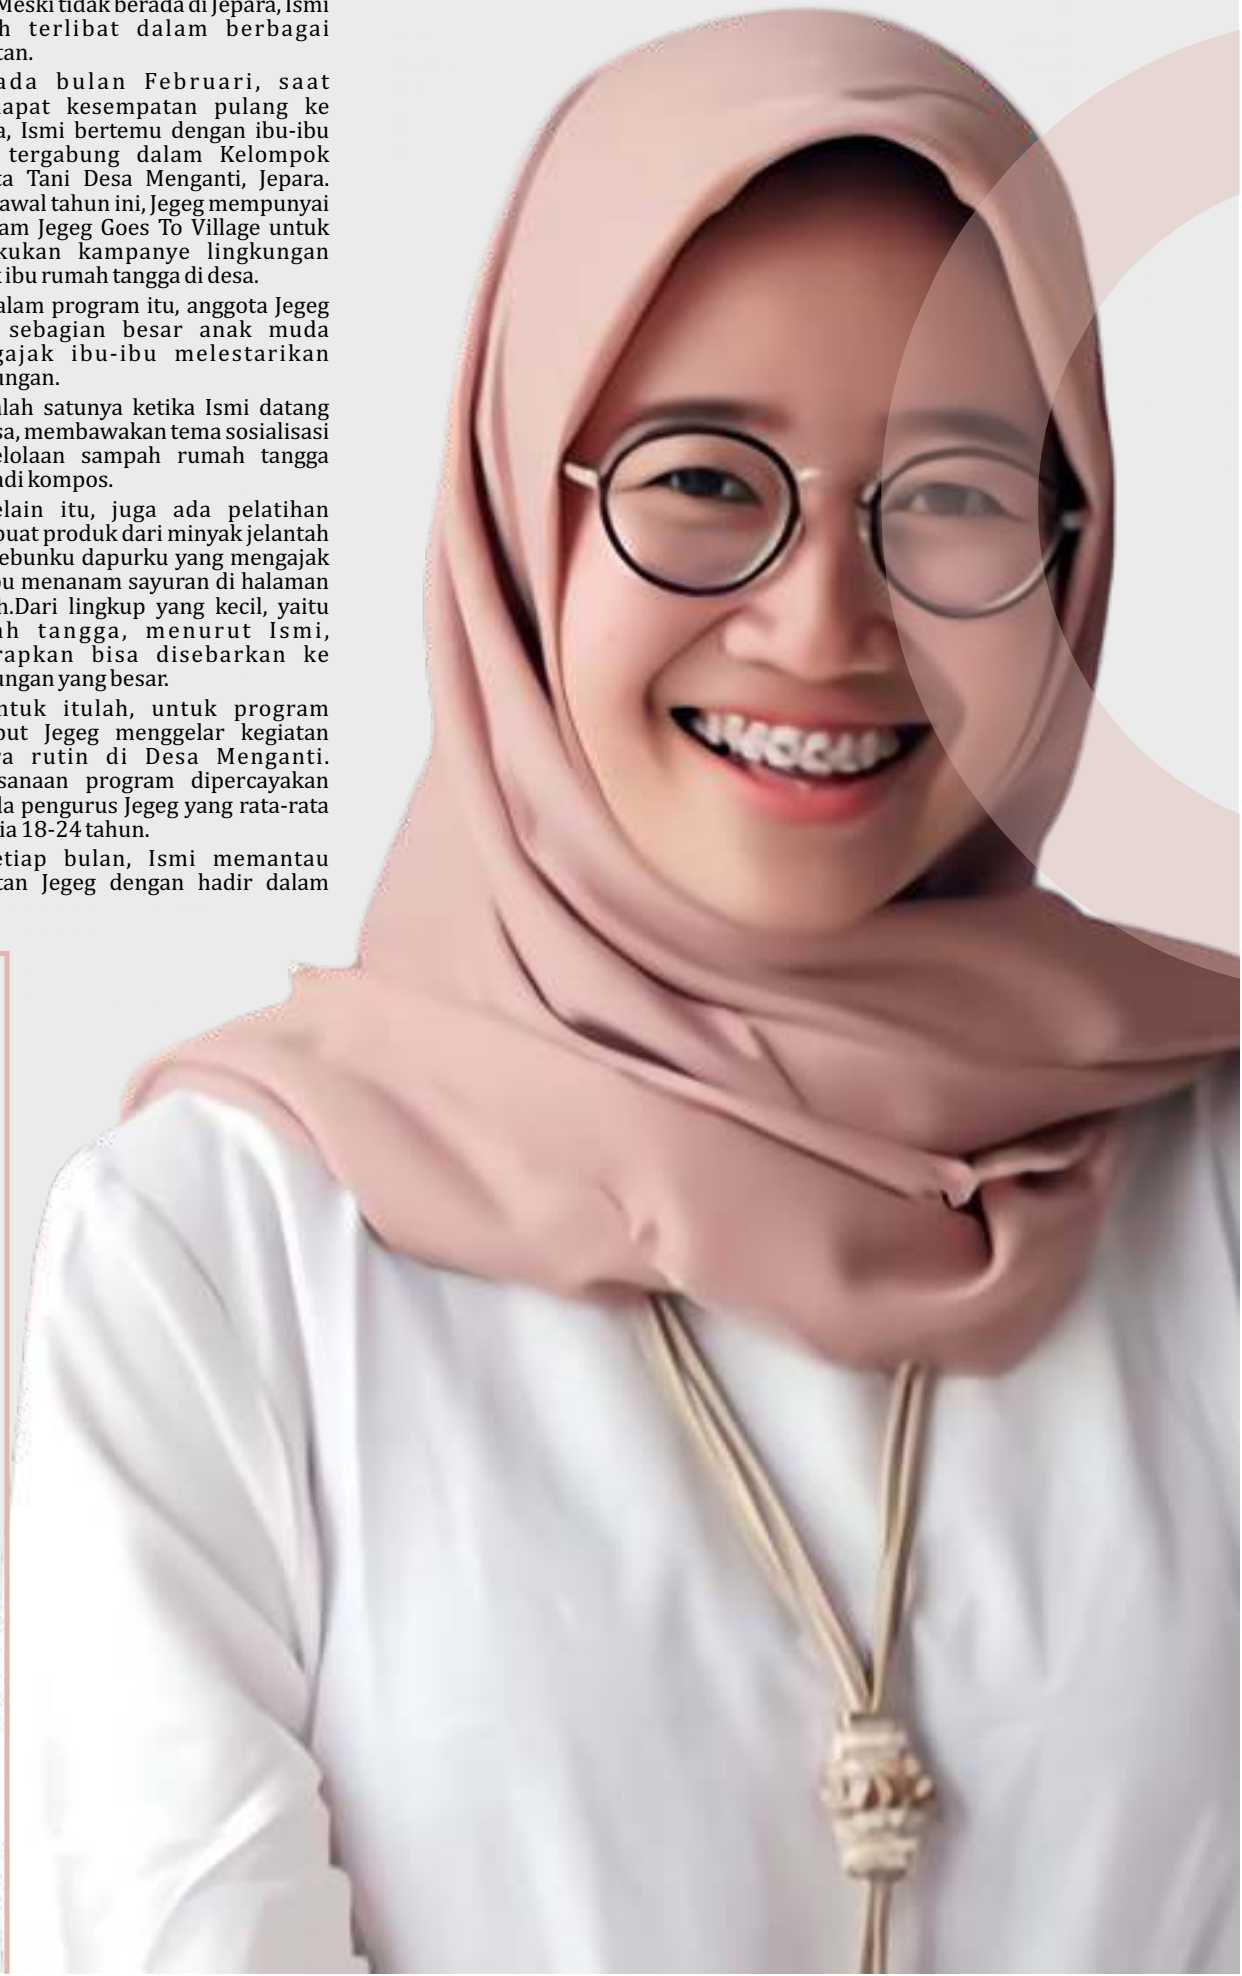 Meski tidak berada di Jepara, Ismi
h terlibat dalam berbagai
tan.
ada bulan Februari, saat
lapat kesempatan pulang ke
a, Ismi bertemu dengan ibu-ibu
tergabung dalam Kelompok
ta Tani Desa Menganti, Jepara.
awal tahun ini, Jegeg mempunyai
am Jegeg Goes To Village untuk
kukan kampanye lingkungan
k ibu rumah tangga di desa.
alam program itu, anggota Jegeg
sebagian besar anak muda
gajak ibu-ibu melestarikan
ungan.
alah satunya ketika Ismi datang
sa, membawakan tema sosialisasi
elolaan sampah rumah tangga
adi kompos.
elain itu, juga ada pelatihan
buat produk dari minyak jelantah
ebunku dapurku yang mengajak
bu menanam sayuran di halaman
h.Dari lingkup yang kecil, yaitu
ah tangga, menurut Ismi,
rapkan bisa disebarkan ke
ungan yang besar.
ntuk itulah, untuk program
but Jegeg menggelar kegiatan
ra rutin di Desa Menganti.
sanaan program dipercayakan
da pengurus Jegeg yang rata-rata
ia 18-24 tahun.
etiap bulan, Ismi memantau
tan Jegeg dengan hadir dalam